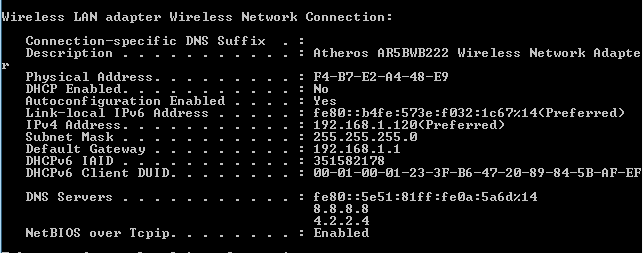 Wireless LAN adapter Wireless Network Connection:
Connection-specific DNS Suffix . :
Description . . . . . . . . . . . : Atheros AR5BWB222 Wireless Network Adapte
r
Physical Address. . . . . . . . . : F4-B7-E2-A4-48-E9
DHCP Enabled. . . . . . . . . . . : No
Autoconfiguration Enabled . . . . : Yes
Link-local IPv6 Address . . . . . : fe80::b4fe:573e:f032:1c67%14(Preferred)
IPv4 Address. . . . . . . . . . . : 192.168.1.120(Preferred)
Subnet Mask . . . . . . . . . . . : 255.255.255.0
Default Gateway . . . . . . . . . : 192.168.1.1
DHCPv6 IAID . . . . . . . . . . . : 351582178
DHCPv6 Client DUID. . . . . . . . : 00-01-00-01-23-3F-B6-47-20-89-84-5B-AF-EF
DNS Servers . . . . . . . . . . . : fe80::5e51:81ff:fe0a:5a6d%14
8.8.8.8
4.2.2.4
NetBIOS over Tcpip. . . . . . . . : Enabled